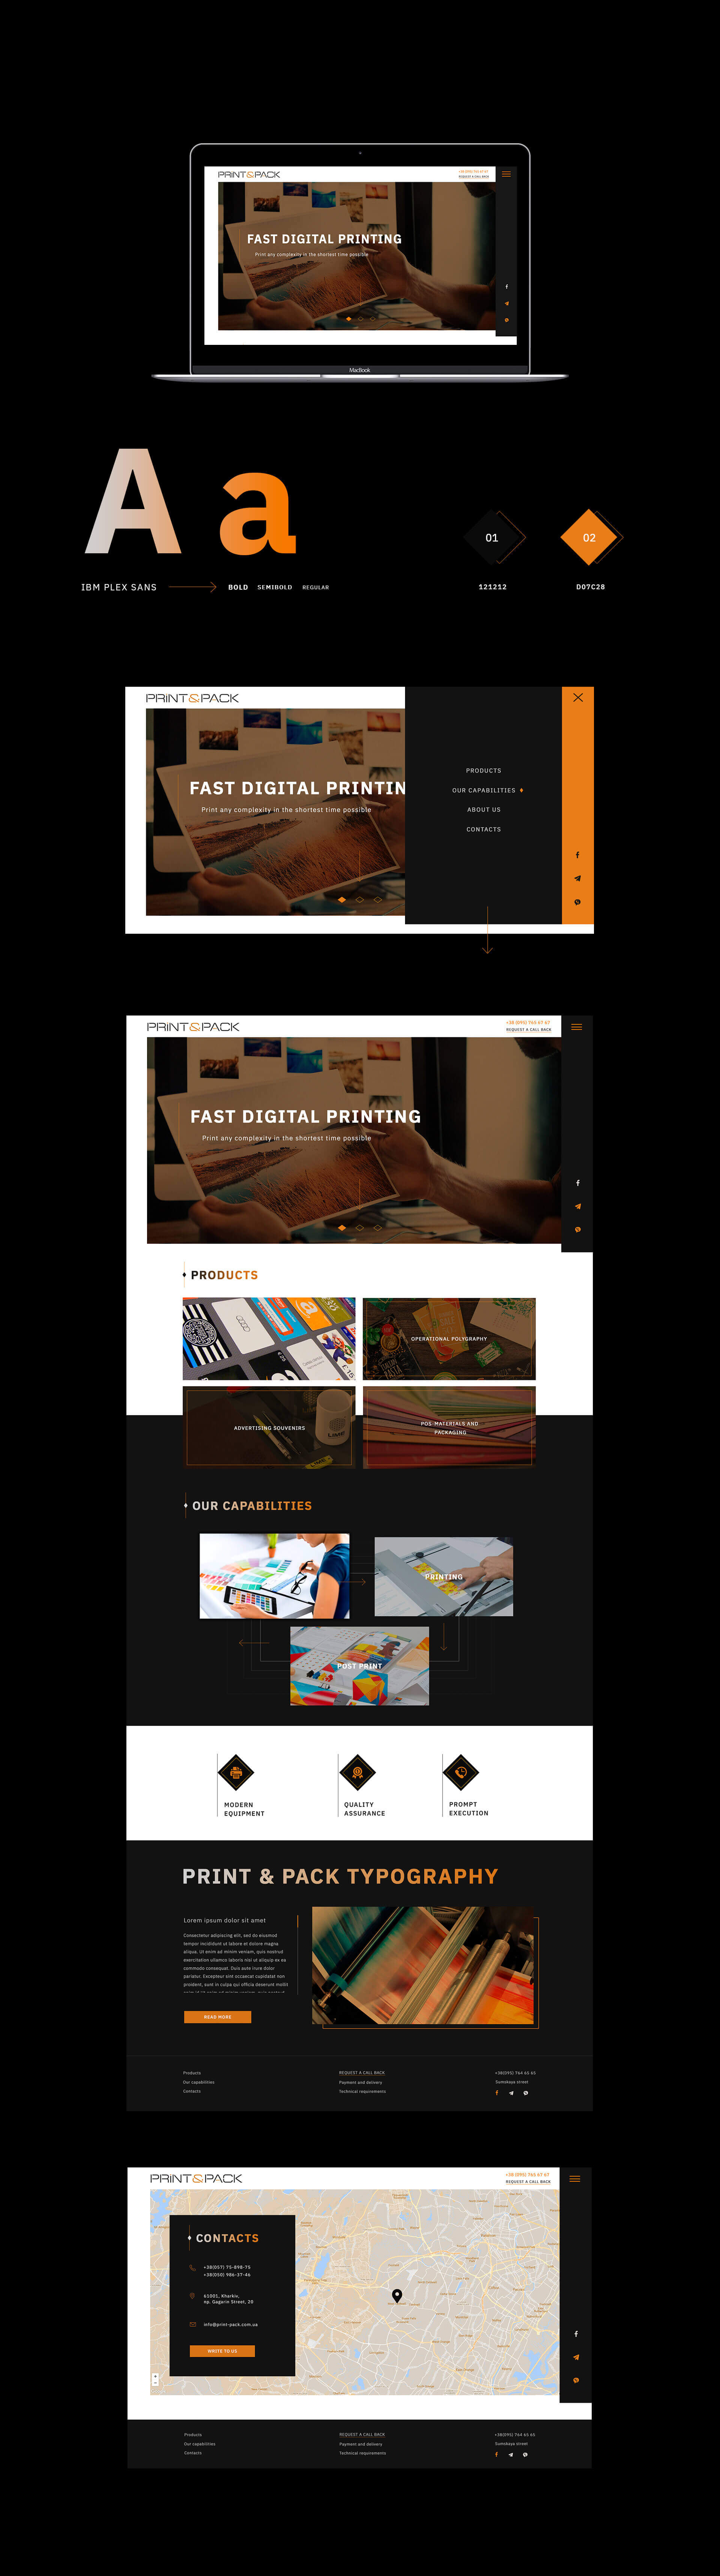 PRINT&PACK
+38 (095) 763 67 67
REQUEST A CALL BACK
FAST DIGITAL PRINTING
Print any complexity in the shortest time possible
MacBook
A a
IBM PLEX SANS
BOLD SEMIBOLD REGULAR
01
02
121212
D07C28
PRINT&PACK
FAST DIGITAL PRINTIN
Print any complexity in the shortest time possible
PRODUCTS
OUR CAPABILITIES
ABOUT US
CONTACTS
PRINT&PACK
+38 (095) 763 67 67
REQUEST A CALL BACK
FAST DIGITAL PRINTING
Print any complexity in the shortest time possible
PRODUCTS
OPERATIONAL POLYGRAPHY
ADVERTISING SOUVENIRS
LIME
POS-MATERIALS AND
PACKAGING
OUR CAPABILITIES
PRINTING
POST PRINT
MODERN
EQUIPMENT
QUALITY
ASSURANCE
PROMPT
EXECUTION
PRINT & PACK TYPOGRAPHY
Lorem ipsum dolor sit amet
Consectetur adipiscing elit, sed do eiusmod
tempor incididunt ut labore et dolore magna
aliqua. Ut enim ad minim veniam, quis nostrud
exercitation ullamco laboris nisi ut aliquip ex ea
commodo consequat. Duis aute irure dolor
pariatur. Excepteur sint occaecat cupidatat non
proident, sunt in culpa qui officia deserunt mollit
READ MORE
Products
Our capabilities
Contacts
REQUEST A CALL BACK
Payment and delivery
Technical requirements
+38(095) 764 65 65
Sumskaya street
PRINT&PACK
+38 (095) 763 67 67
REQUEST A CALL BACK
CONTACTS
+38(057) 75-898-75
+38(050) 986-37-46
61001, Kharkiv,
np. Gagarin Street, 20
info@print-pack.com.ua
WRITE TO US
Products
Our capabilities
Contacts
REQUEST A CALL BACK
Payment and delivery
Technical requirements
+38(095) 764 65 65
Sumskaya street